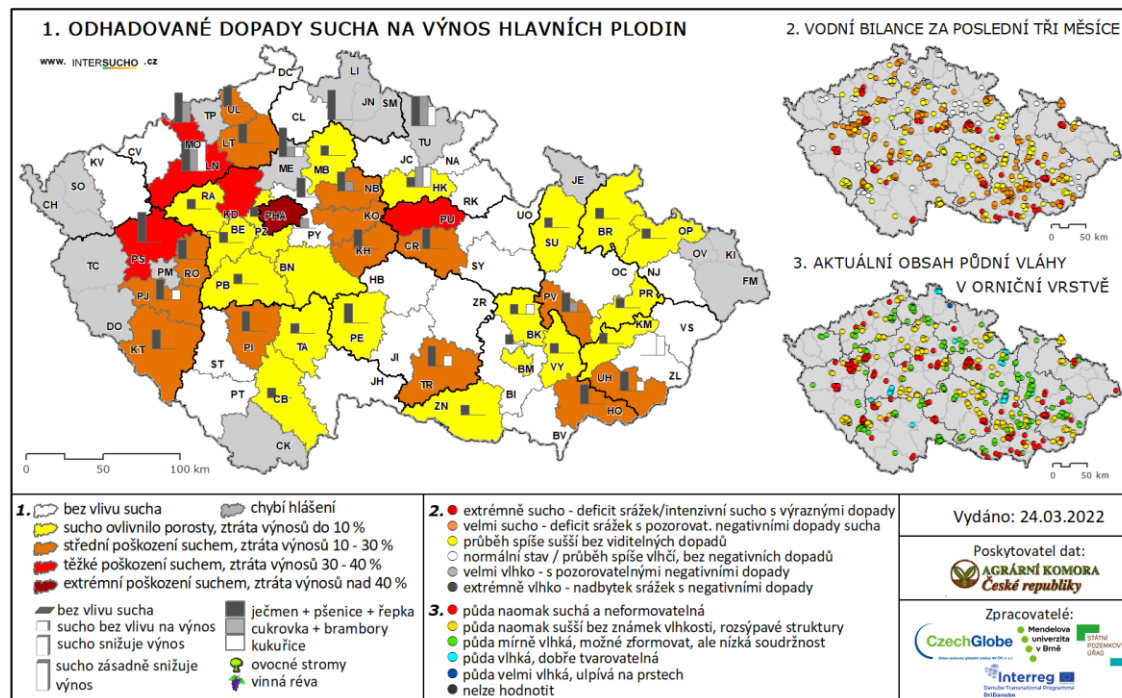 1. ODHADOVANÉ DOPADY SUCHA NA VÝNOS HLAVNÍCH PLODIN
www. INTERSUCHO .cz
DC
LI
UL
TP
CL
JN
SM
LT
MO
TU
CV
LN
ME
MB
JC
NA
KV
SO
RA
HK
NB
RK
JE
CH
KD
PHA
KO
PU
UO
BE
PZ
PY
SU
BR
OP
PS
KH
CR
OV
KI
TC
PM
RO
BN
SY
OC
NJ
FM
PJ
PB
HB
ZR
PV
PR
DO
BK
KM
VS
KT
PI
TA
PE
JI
BM
VY
ZL
ST
TR
UH
PT
CB
JH
BI
ZN
HO
CK
BV
0 50 100 km
2. VODNÍ BILANCE ZA POSLEDNÍ TŘI MĚSÍCE
0 50 km
3. AKTUÁLNÍ OBSAH PŮDNÍ VLÁHY
V ORNIČNÍ VRSTVĚ
0 50 km
1. bez vlivu sucha
chybí hlášení
sucho ovlivnilo porosty, ztráta výnosů do 10 %
střední poškození suchem, ztráta výnosů 10 - 30 %
těžké poškození suchem, ztráta výnosů 30 - 40 %
extrémní poškození suchem, ztráta výnosů nad 40 %
bez vlivu sucha
sucho bez vlivu na výnos
sucho snižuje výnos
sucho zásadně snižuje
výnos
ječmen + pšenice + řepka
cukrovka + brambory
kukuřice
ovocné stromy
vinná réva
2. extrémně sucho - deficit srážek/intenzivní sucho s výraznými dopady
velmi sucho - deficit srážek s pozorovat. negativními dopady sucha
průběh spíše sušší bez viditelných dopadů
normální stav / průběh spíše vlhčí, bez negativních dopadů
velmi vlhko - s pozorovatelnými negativními dopady
extrémně vlhko - nadbytek srážek s negativními dopady
3. půda naomak suchá a neformovatelná
půda naomak sušší bez známek vlhkosti, rozsýpavé struktury
půda mírně vlhká, možné zformovat, ale nízká soudržnost
půda vlhká, dobře tvarovatelná
půda velmi vlhká, ulpívá na prstech
nelze hodnotit
Vydáno: 24.03.2022
Poskytovatel dat:
AGRÁRNÍ KOMORA
České republiky
Zpracovatelé:
CzechGlobe
Mendelova
univerzita
v Brně
STÁTNÍ
POZEMKOVÝ
ÚŘAD
Interreg
Danube Transnational Programme
DriDanube